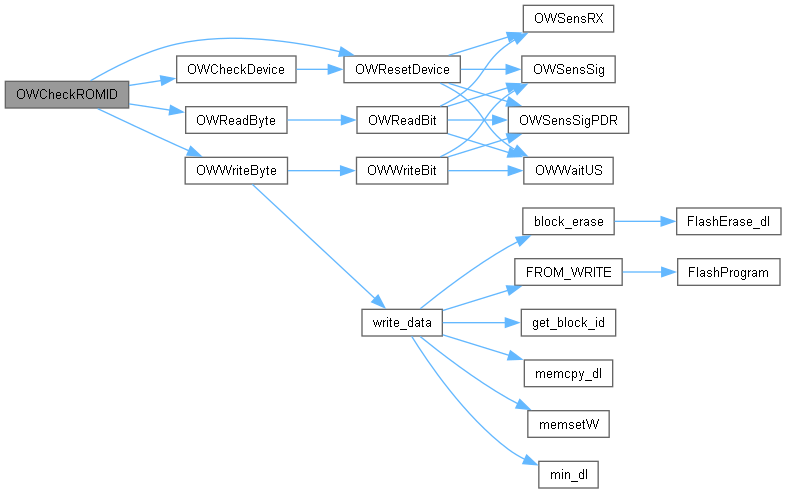 OWCheckROMID
OWCheckDevice
OWReadByte
OWWriteByte
OWResetDevice
OWReadBit
OWWriteBit
write_data
OWSensRX
OWSensSig
OWSensSigPDR
OWWaitUS
block_erase
FROM_WRITE
get_block_id
memcpy_dl
memsetW
min_dl
FlashErase_dl
FlashProgram